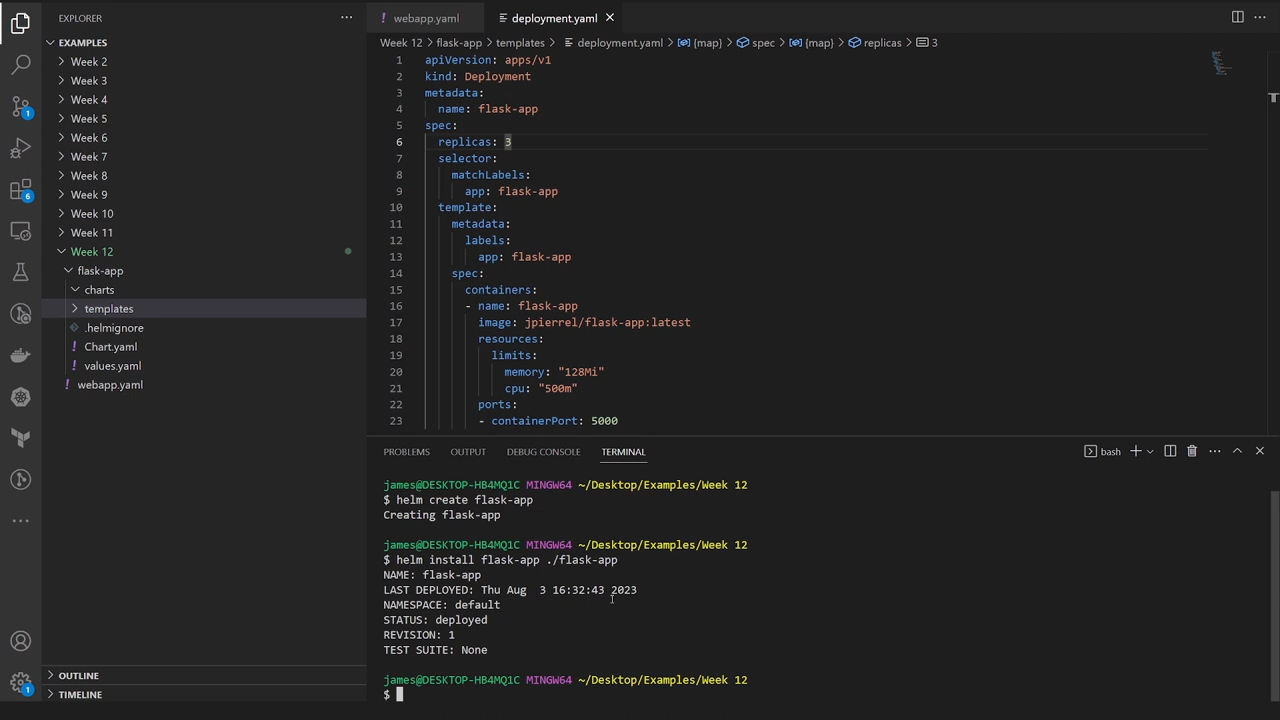 EXPLORER
EXAMPLES
Week 2
Week 3
Week 4
Week 5
Week 6
Week 7
Week 8
Week 9
Week 10
Week 11
Week 12
flask-app
charts
templates
.helmignore
! Chart.yaml
! values.yaml
! webapp.yaml
OUTLINE
TIMELINE
1
6
1
! webapp.yaml
deployment.yaml
Week 12 > flask-app > templates > deployment.yaml > {map} > spec > {map} > replicas > 3
1 apiVersion: apps/v1
2 kind: Deployment
3 metadata:
4 name: flask-app
5 spec:
6 replicas: 3
7 selector:
8 matchLabels:
9 app: flask-app
10 template:
11 metadata:
12 labels:
13 app: flask-app
14 spec:
15 containers:
16 - name: flask-app
17 image: jpierrel/flask-app:latest
18 resources:
19 limits:
20 memory: "128Mi"
21 cpu: "500m"
22 ports:
23 - containerPort: 5000
PROBLEMS OUTPUT DEBUG CONSOLE TERMINAL bash
james@DESKTOP-HB4MQ1C MINGW64 ~/Desktop/Examples/Week 12
$ helm create flask-app
Creating flask-app
james@DESKTOP-HB4MQ1C MINGW64 ~/Desktop/Examples/Week 12
$ helm install flask-app ./flask-app
NAME: flask-app
LAST DEPLOYED: Thu Aug  3 16:32:43 2023
NAMESPACE: default
STATUS: deployed
REVISION: 1
TEST SUITE: None
james@DESKTOP-HB4MQ1C MINGW64 ~/Desktop/Examples/Week 12
$